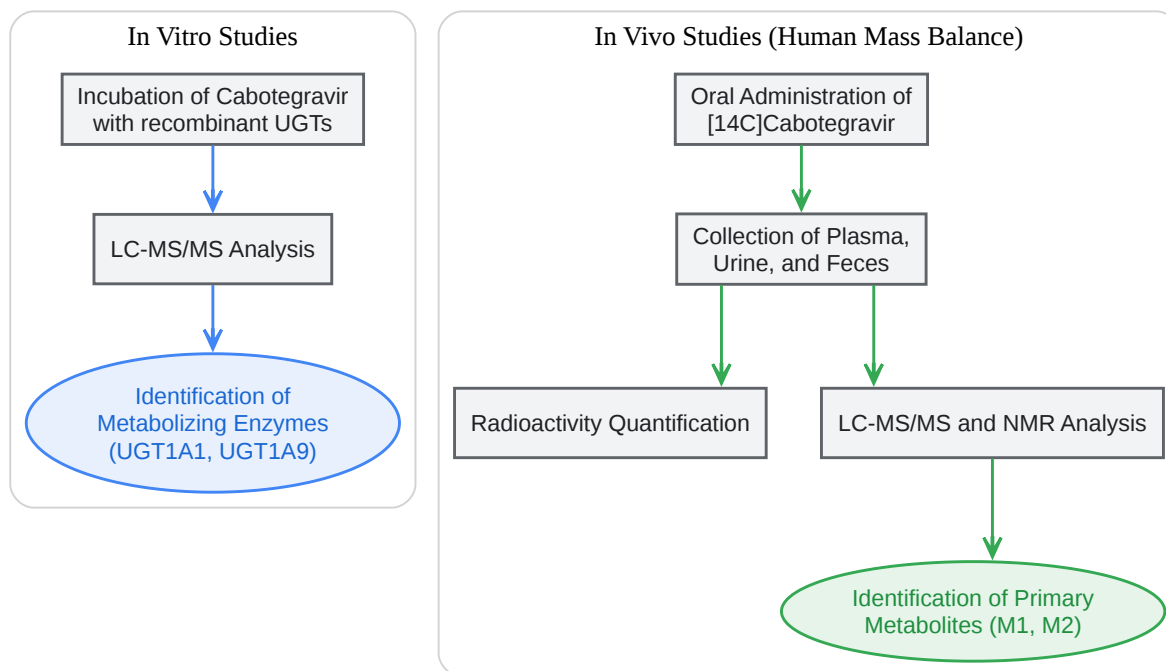 In Vitro Studies
Incubation of Cabotegravir
with recombinant UGTs
LC-MS/MS Analysis
Identification of
Metabolizing Enzymes
(UGT1A1, UGT1A9)
In Vivo Studies (Human Mass Balance)
Oral Administration of
[14C]Cabotegravir
Collection of Plasma,
Urine, and Feces
Radioactivity Quantification
LC-MS/MS and NMR Analysis
Identification of Primary
Metabolites (M1, M2)